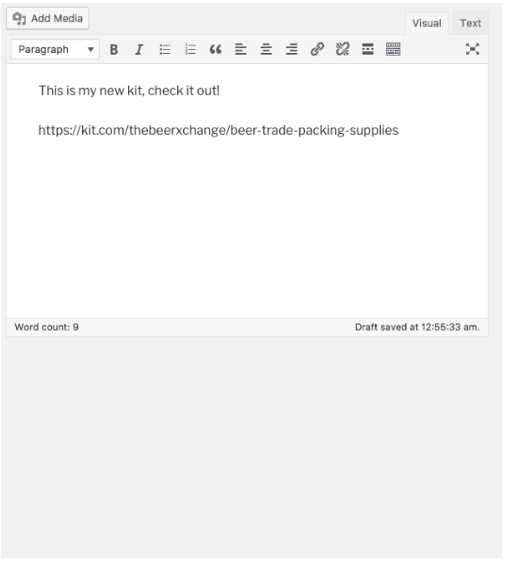 Add Media
Visual Text
Paragraph B I
This is my new kit, check it out!
https://kit.com/thebeerxchange/beer-trade-packing-supplies
Word count: 9 Draft saved at 12:55:33 am.